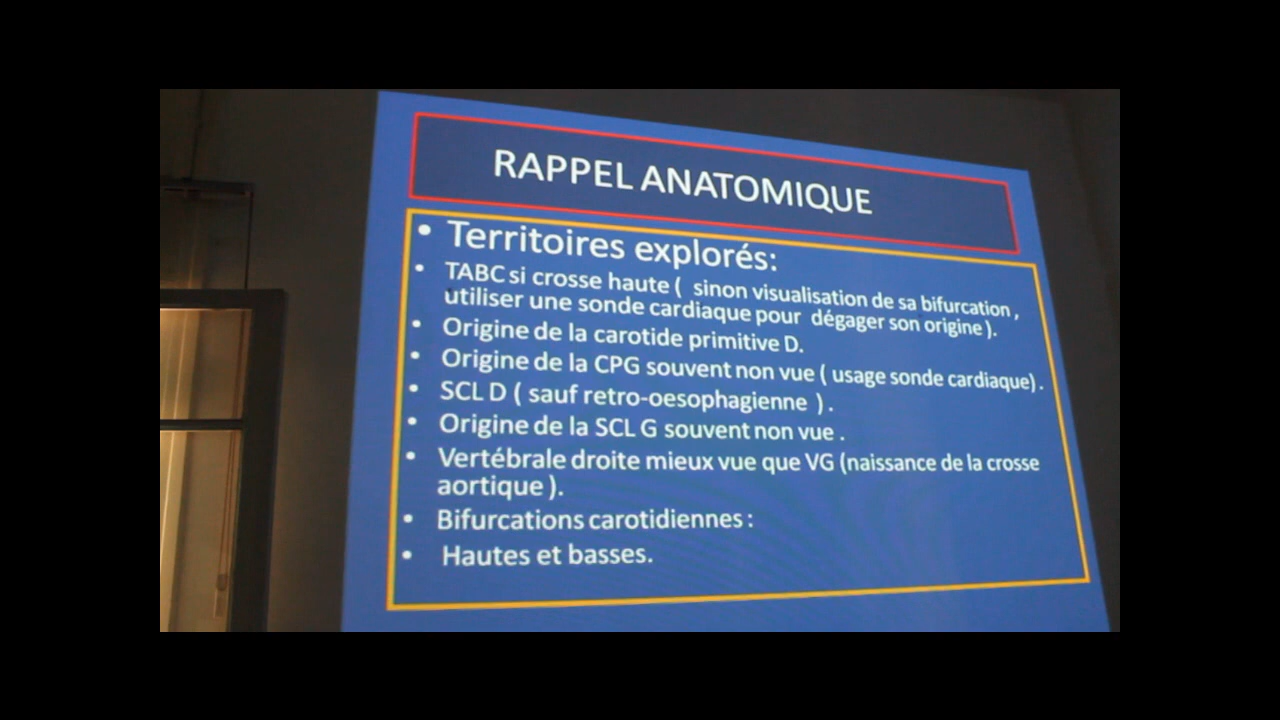 RAPPEL ANATOMIQUE
• Territoires explorés:
• TABC si crosse haute ( sinon visualisation de sa bifurcation ,
utiliser une sonde cardiaque pour dégager son origine ).
• Origine de la carotide primitive D.
• Origine de la CPG souvent non vue ( usage sonde cardiaque) .
• SCL D ( sauf retro-oesophagienne ) .
• Origine de la SCL G souvent non vue .
• Vertébrale droite mieux vue que VG (naissance de la crosse
aortique ).
• Bifurcations carotidiennes :
• Hautes et basses.